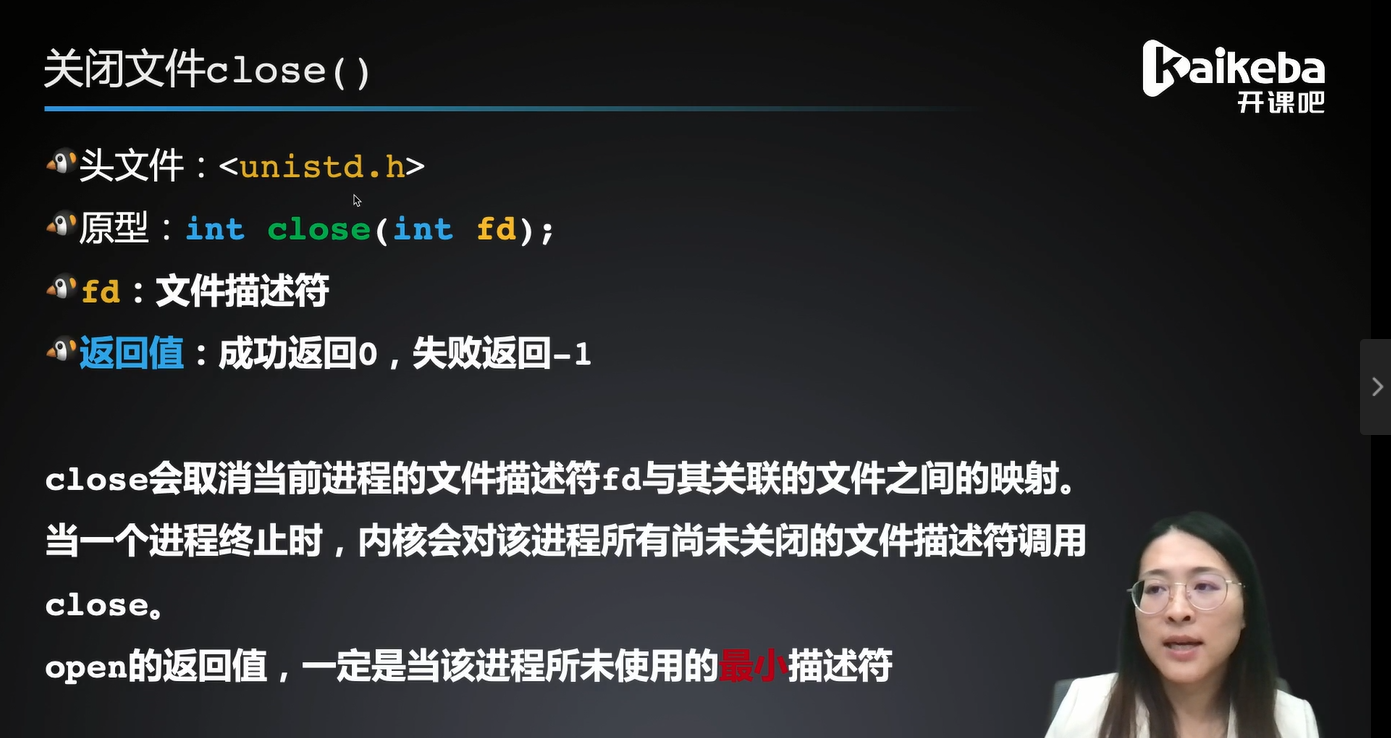 关闭文件close()
Kaikeba
开课吧
头文件：<unistd.h>
原型：int close(int fd);
fd：文件描述符
返回值：成功返回0，失败返回-1
close会取消当前进程的文件描述符fd与其关联的文件之间的映射。
当一个进程终止时，内核会对该进程所有尚未关闭的文件描述符调用
close。
open的返回值，一定是当该进程所未使用的最小描述符